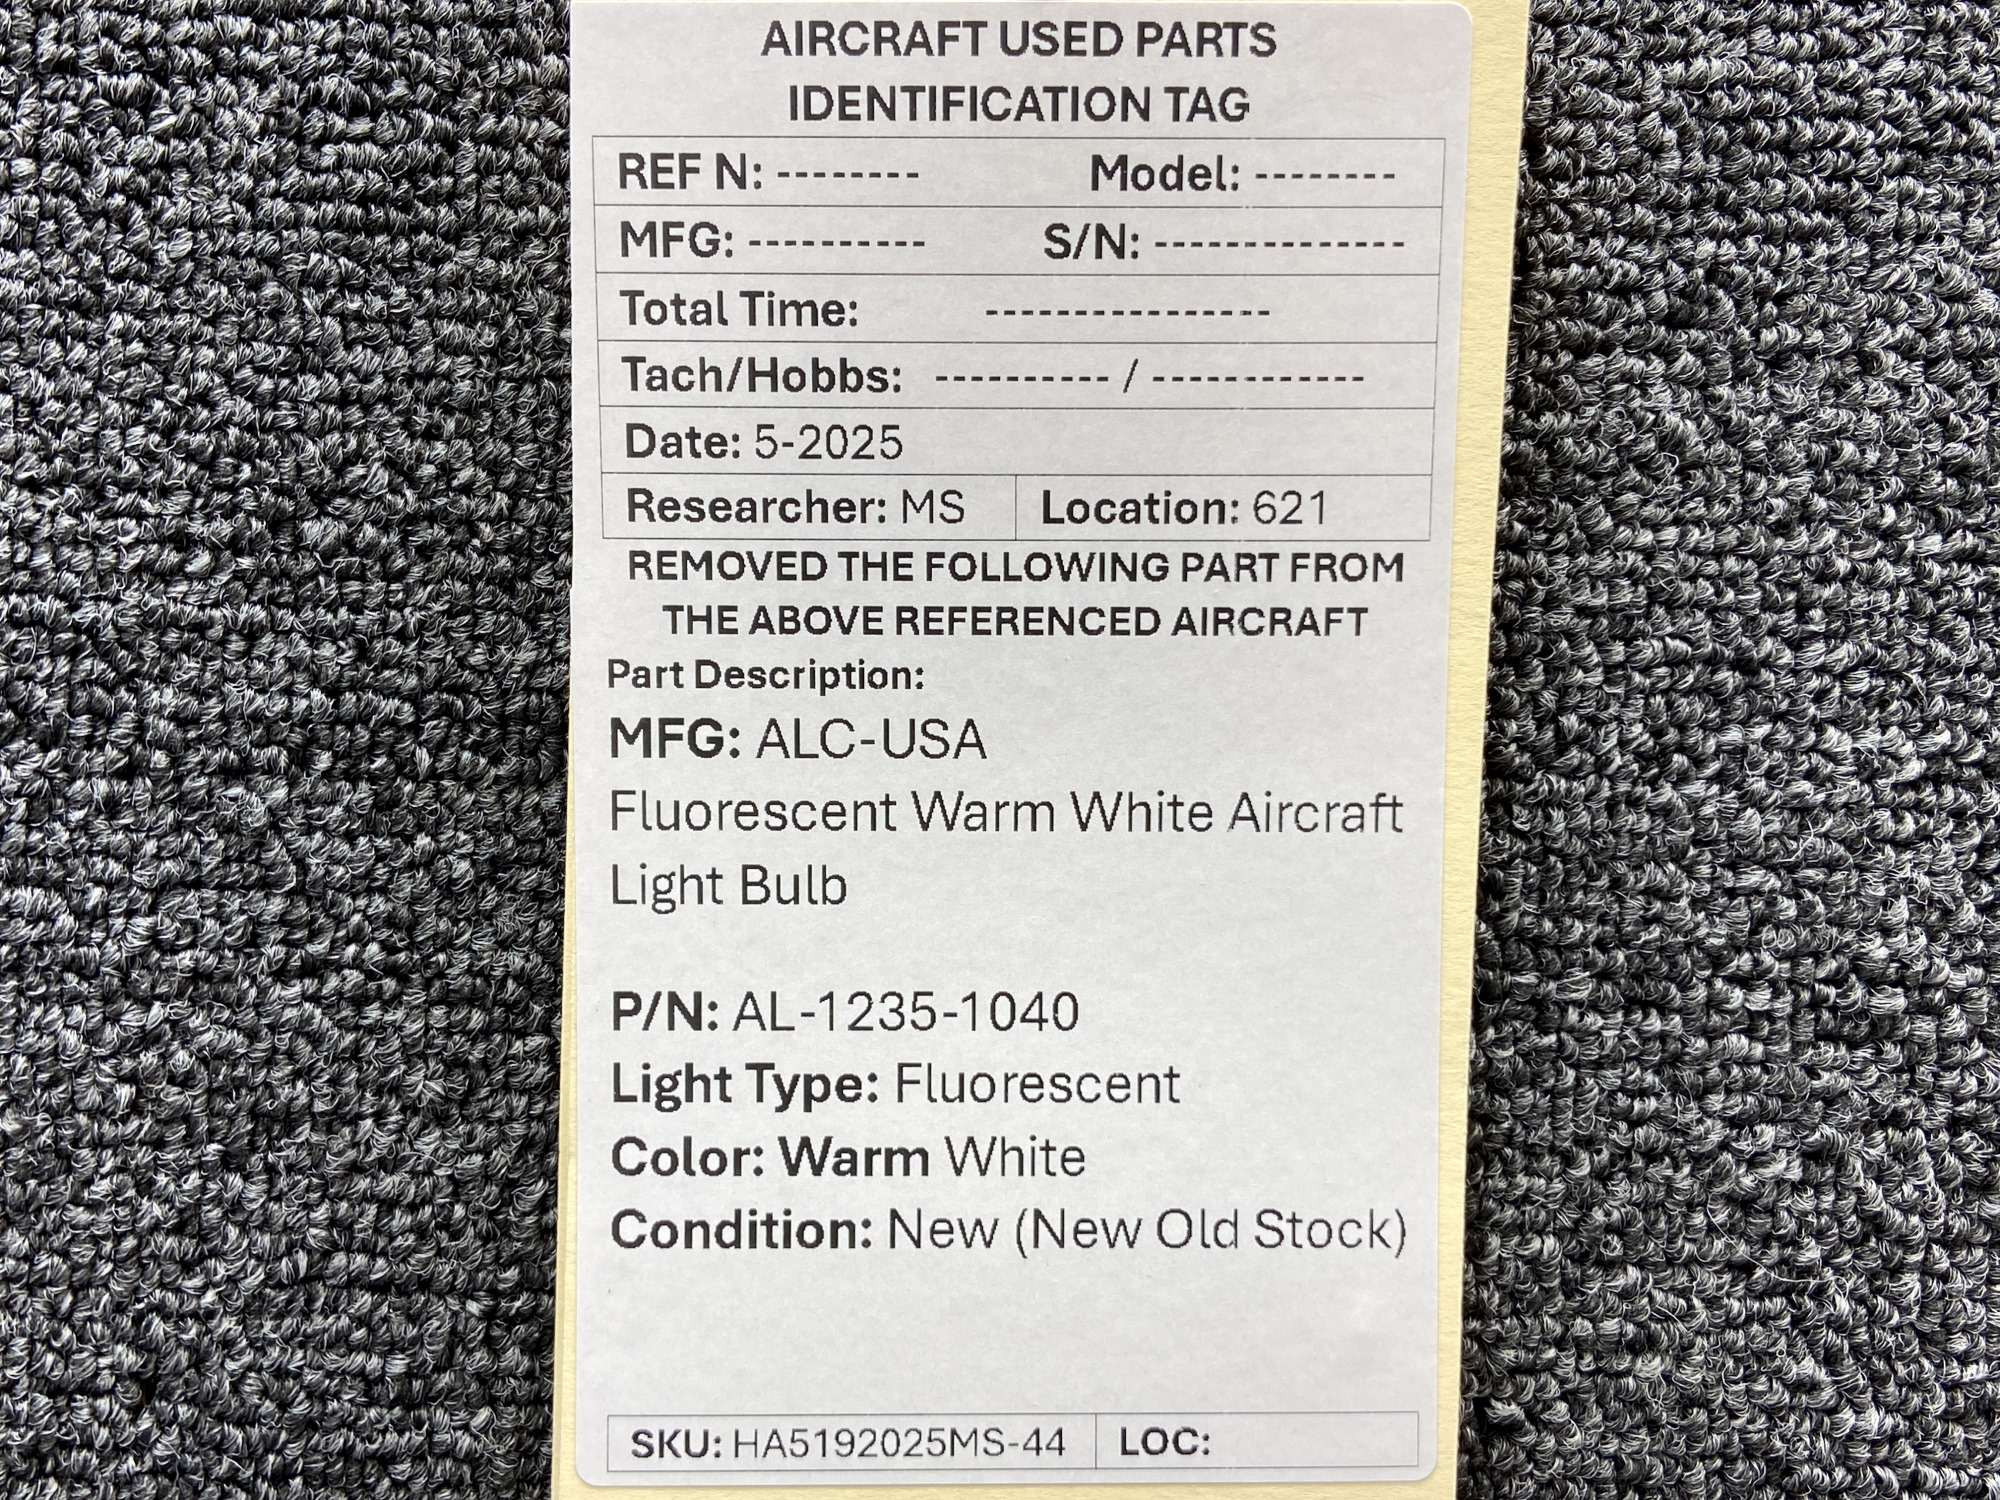 AIRCRAFT USED PARTS
IDENTIFICATION TAG
REF N: -------- Model: --------
MFG: ---------- S/N: --------------
Total Time: ----------------
Tach/Hobbs: ---------- / ------------
Date: 5-2025
Researcher: MS Location: 621
REMOVED THE FOLLOWING PART FROM
THE ABOVE REFERENCED AIRCRAFT
Part Description:
MFG: ALC-USA
Fluorescent Warm White Aircraft
Light Bulb
P/N: AL-1235-1040
Light Type: Fluorescent
Color: Warm White
Condition: New (New Old Stock)
SKU: HA5192025MS-44 LOC: